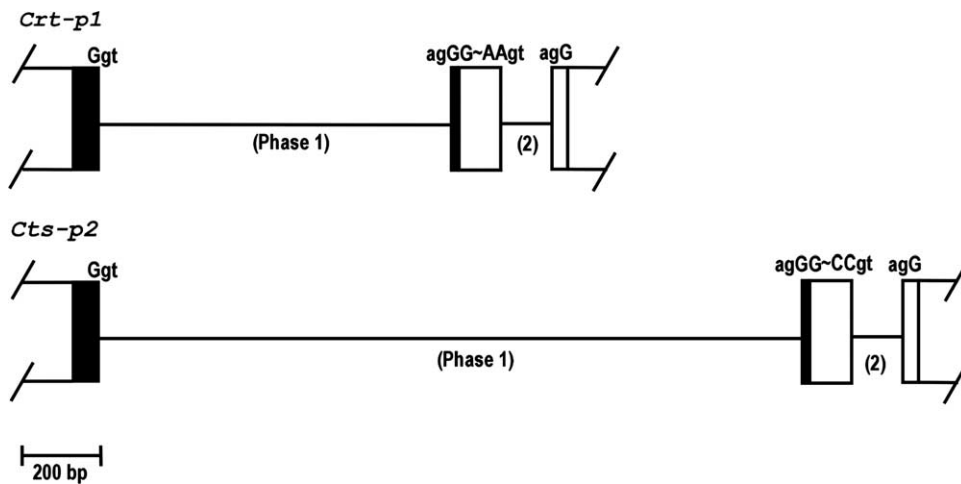 Crt-p1
Ggt agGG~AAgt agG
(Phase 1) (2)
Cts-p2
Ggt agGG~CCgt agG
(Phase 1) (2)
200 bp